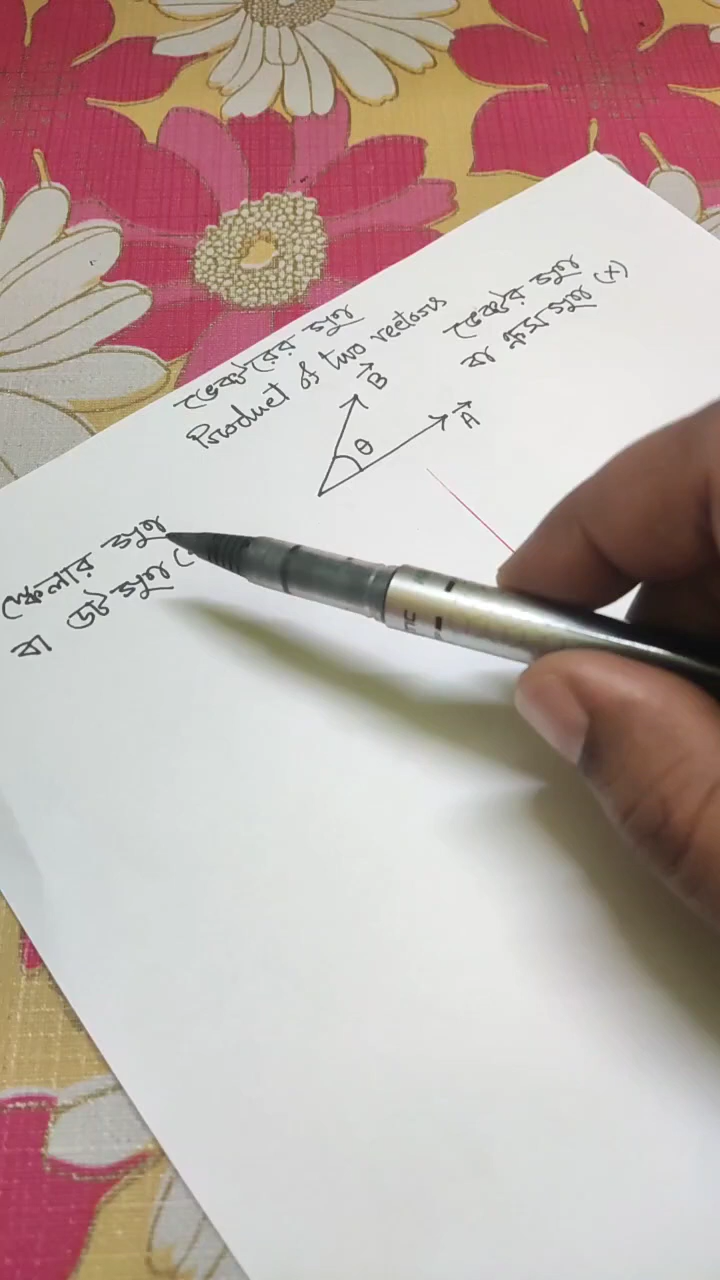 ভেক্টরের গুণ
Product of two vectors
ভেক্টর গুণ
বা ক্রস গুণ (×)
B
θ
A
স্কেলার গুণ
বা ডট গুণ (